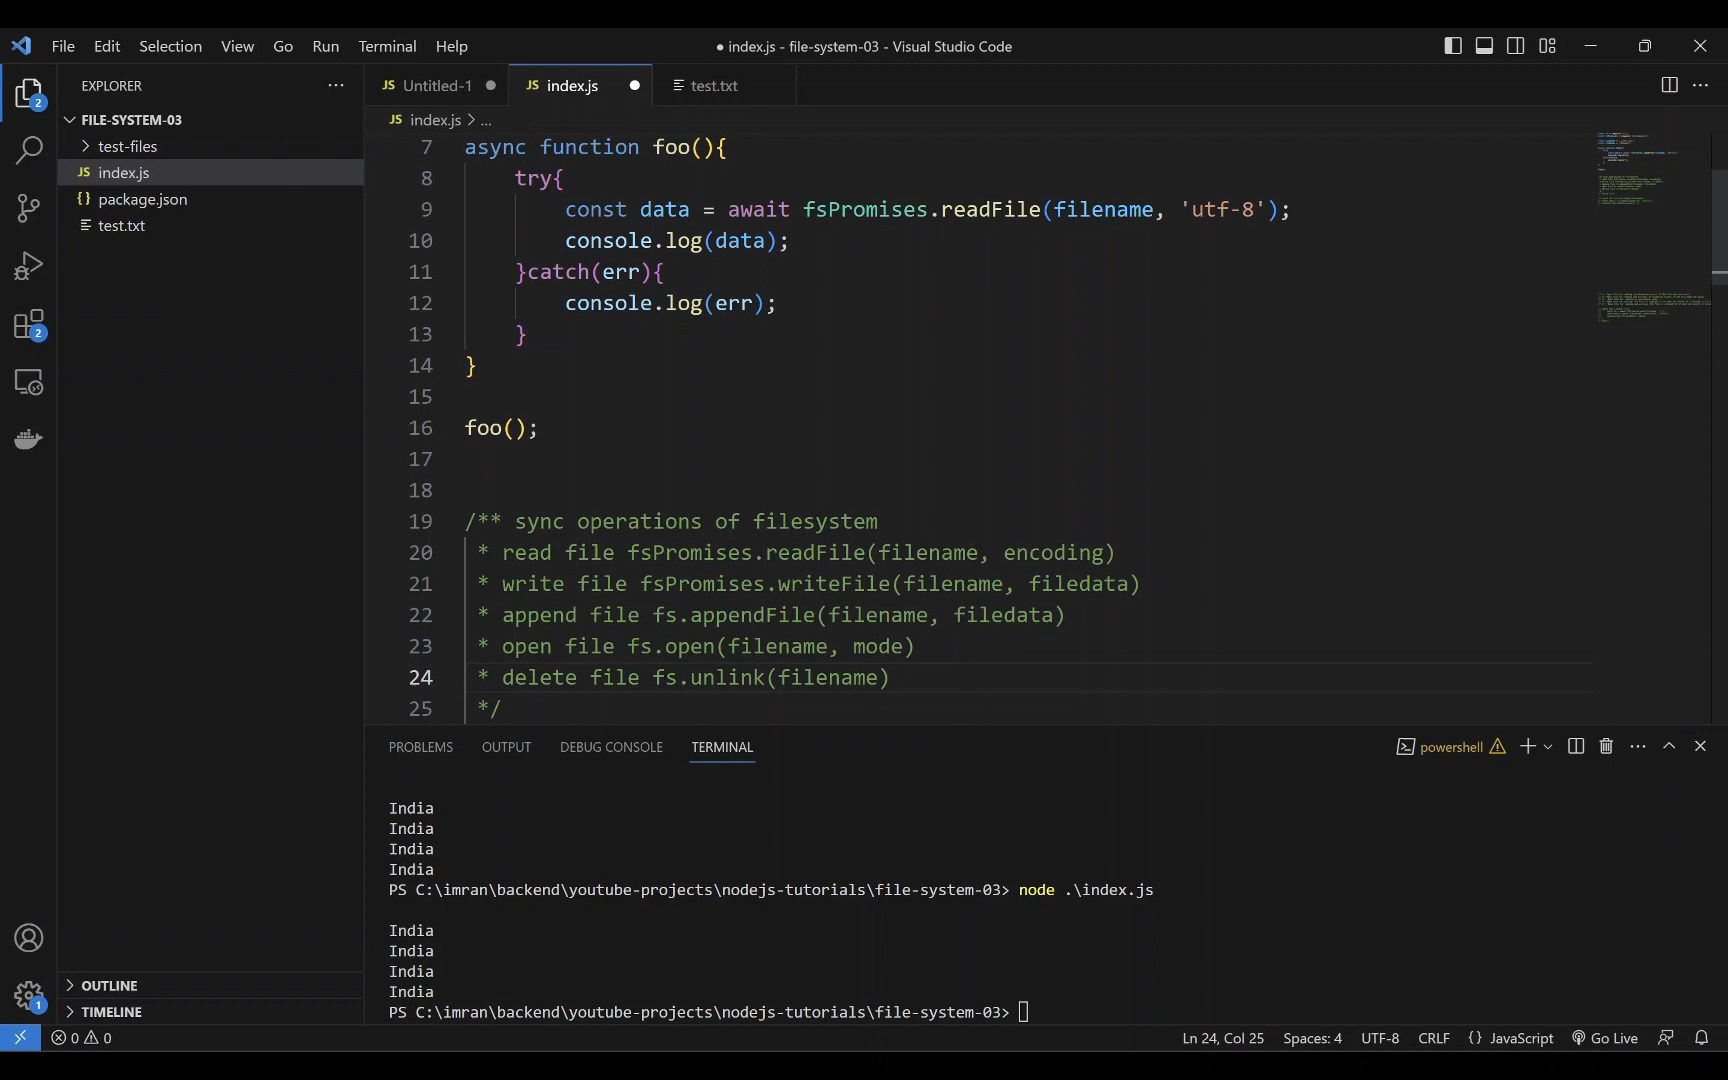 File Edit Selection View Go Run Terminal Help
● index.js - file-system-03 - Visual Studio Code
EXPLORER
FILE-SYSTEM-03
test-files
JS index.js
{} package.json
test.txt
OUTLINE
TIMELINE
2
2
1
JS Untitled-1
JS index.js
test.txt
JS index.js > ...
7 async function foo(){
8 try{
9 const data = await fsPromises.readFile(filename, 'utf-8');
10 console.log(data);
11 }catch(err){
12 console.log(err);
13 }
14 }
15
16 foo();
17
18
19 /** sync operations of filesystem
20 * read file fsPromises.readFile(filename, encoding)
21 * write file fsPromises.writeFile(filename, filedata)
22 * append file fs.appendFile(filename, filedata)
23 * open file fs.open(filename, mode)
24 * delete file fs.unlink(filename)
25 */
PROBLEMS OUTPUT DEBUG CONSOLE TERMINAL
powershell
India
India
India
India
PS C:\imran\backend\youtube-projects\nodejs-tutorials\file-system-03> node .\index.js
India
India
India
India
PS C:\imran\backend\youtube-projects\nodejs-tutorials\file-system-03>
0 0
Ln 24, Col 25 Spaces: 4 UTF-8 CRLF {} JavaScript Go Live